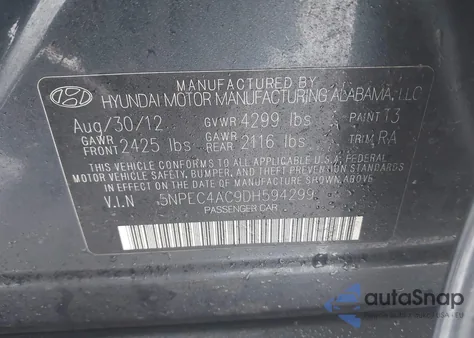 MANUFACTURED BY
HYUNDAI MOTOR MANUFACTURING ALABAMA, LLC
Aug/30/12 GVWR 4299 lbs PAINT T3
GAWR FRONT 2425 lbs GAWR REAR 2116 lbs TRIM RA
THIS VEHICLE CONFORMS TO ALL APPLICABLE U.S.A. FEDERAL
MOTOR VEHICLE SAFETY, BUMPER, AND THEFT PREVENTION STANDARDS
IN EFFECT ON THE DATE OF MANUFACTURE SHOWN ABOVE.
V.I.N 5NPEC4AC9DH594299
PASSENGER CAR
autoSnap